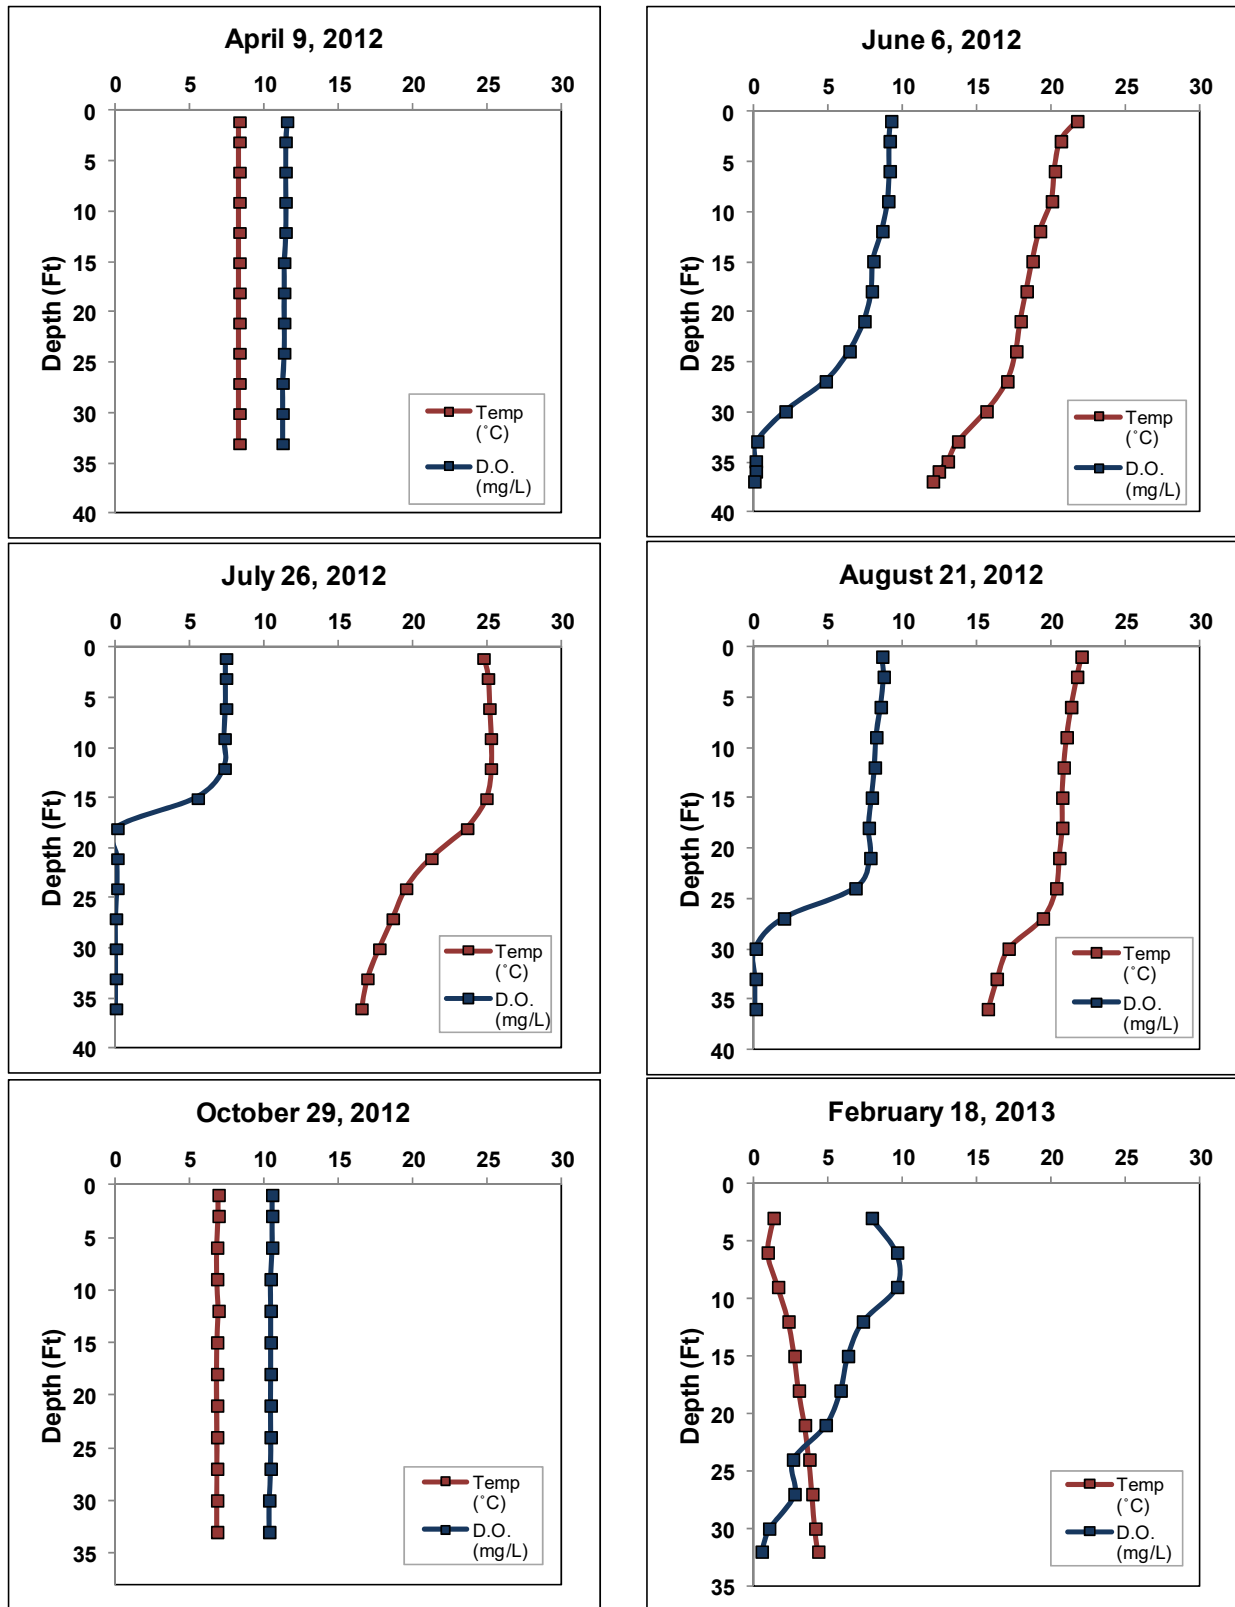 April 9, 2012
0 5 10 15 20 25 30
0
5
10
15
20
25
30
35
40
Depth (Ft)
Temp
(˚C)
D.O.
(mg/L)
June 6, 2012
0 5 10 15 20 25 30
0
5
10
15
20
25
30
35
40
Depth (Ft)
Temp
(˚C)
D.O.
(mg/L)
July 26, 2012
0 5 10 15 20 25 30
0
5
10
15
20
25
30
35
40
Depth (Ft)
Temp
(˚C)
D.O.
(mg/L)
August 21, 2012
0 5 10 15 20 25 30
0
5
10
15
20
25
30
35
40
Depth (Ft)
Temp
(˚C)
D.O.
(mg/L)
October 29, 2012
0 5 10 15 20 25 30
0
5
10
15
20
25
30
35
Depth (Ft)
Temp
(˚C)
D.O.
(mg/L)
February 18, 2013
0 5 10 15 20 25 30
0
5
10
15
20
25
30
35
Depth (Ft)
Temp
(˚C)
D.O.
(mg/L)